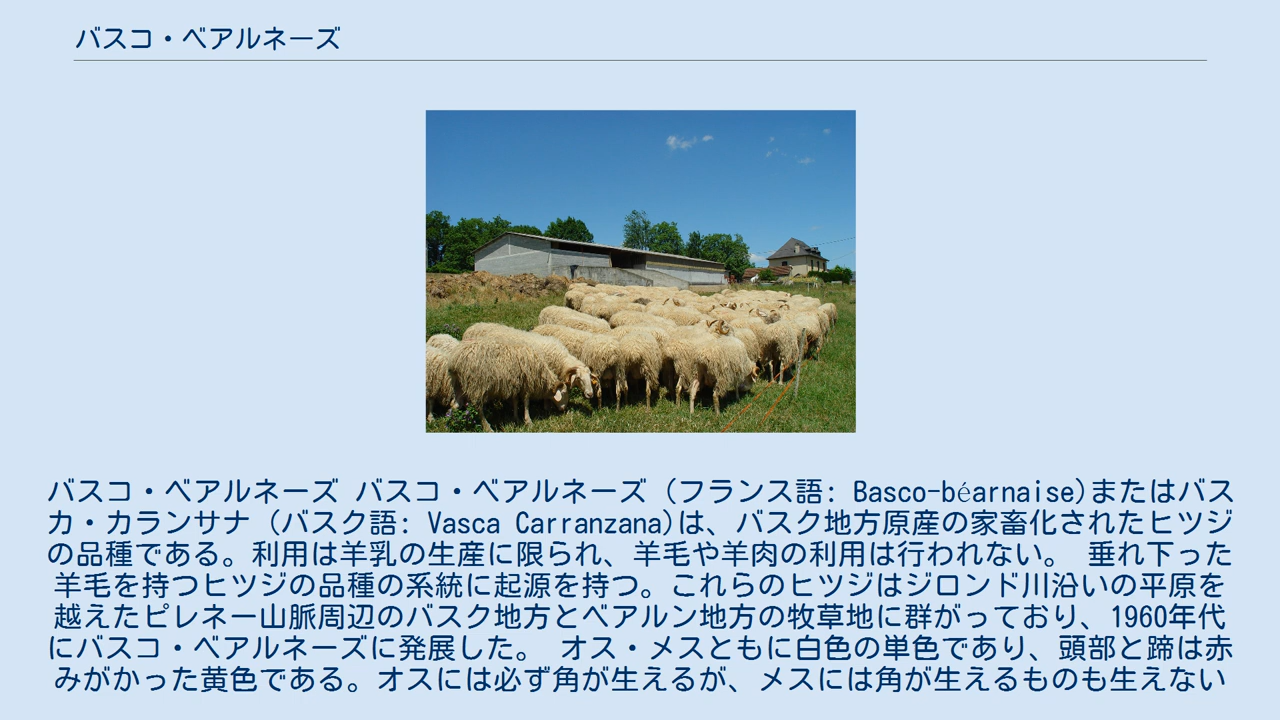 バスコ・ベアルネーズ
バスコ・ベアルネーズ バスコ・ベアルネーズ (フランス語: Basco-béarnaise)またはバス
カ・カランサナ (バスク語: Vasca Carranzana)は、バスク地方原産の家畜化されたヒツジ
の品種である。利用は羊乳の生産に限られ、羊毛や羊肉の利用は行われない。 垂れ下った
羊毛を持つヒツジの品種の系統に起源を持つ。これらのヒツジはジロンド川沿いの平原を
越えたピレネー山脈周辺のバスク地方とベアルン地方の牧草地に群がっており、1960年代
にバスコ・ベアルネーズに発展した。 オス・メスともに白色の単色であり、頭部と蹄は赤
みがかった黄色である。オスには必ず角が生えるが、メスには角が生えるものも生えない